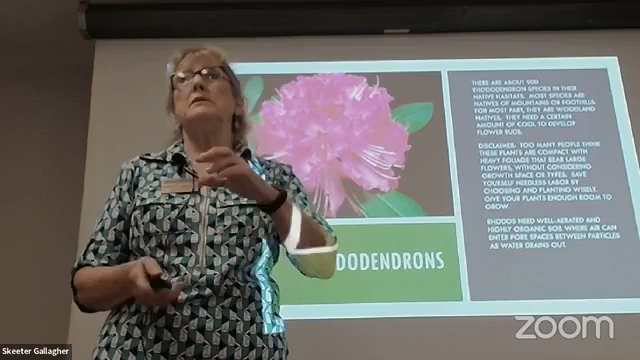 THERE ARE ABOUT 900
RHODODENDRON SPECIES IN THEIR
NATIVE HABITATS. MOST SPECIES ARE
NATIVES OF MOUNTAINS OR FOOTHILLS.
FOR MOST PART, THEY ARE WOODLAND
NATIVES. THEY NEED A CERTAIN
AMOUNT OF COOL TO DEVELOP
FLOWER BUDS.
DISCLAIMER: TOO MANY PEOPLE THINK
THESE PLANTS ARE COMPACT WITH
HEAVY FOLIAGE THAT BEAR LARGE
FLOWERS, WITHOUT CONSIDERING
GROWTH SPACE OR TYPES. SAVE
YOURSELF NEEDLESS LABOR BY
CHOOSING AND PLANTING WISELY.
GIVE YOUR PLANTS ENOUGH ROOM TO
GROW
RHODOS NEED WELL-AERATED AND
HIGHLY ORGANIC SOIL WHERE AIR CAN
ENTER PORE SPACES BETWEEN PARTICLES
AS WATER DRAINS OUT.
DODENDRONS
Skeeter Gallagher
zoom